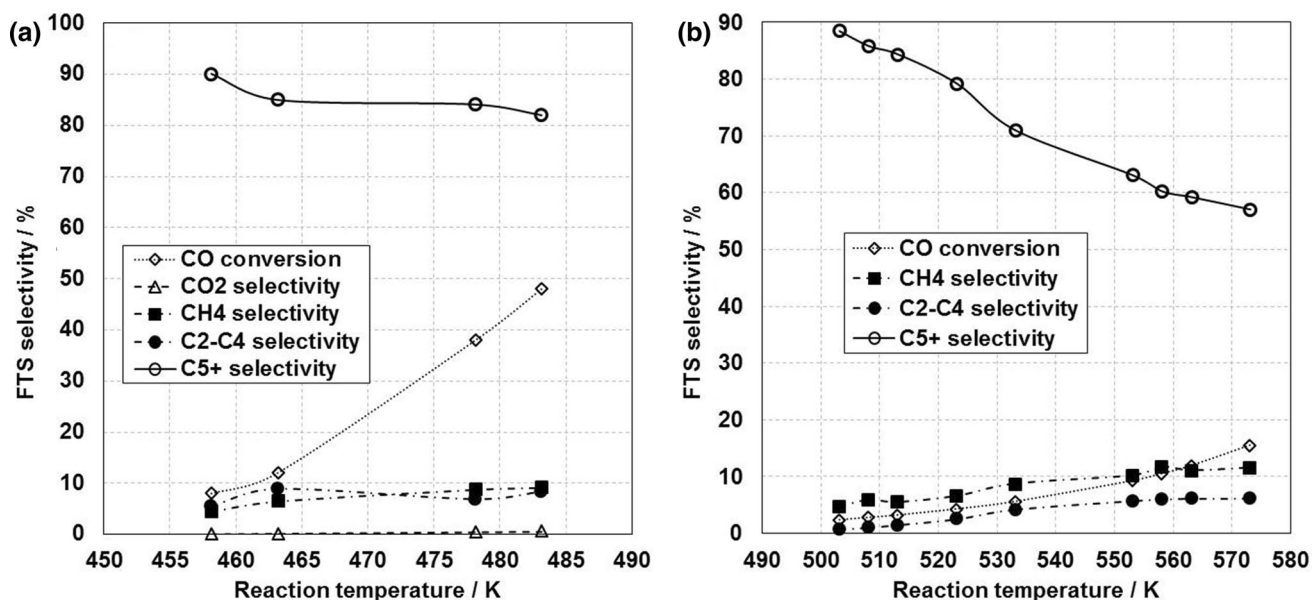 (a)
FTS selectivity / %
100
90
80
70
60
50
40
30
20
10
0
CO conversion
CO2 selectivity
CH4 selectivity
C2-C4 selectivity
C5+ selectivity
450 455 460 465 470 475 480 485 490
Reaction temperature / K
(b)
FTS selectivity / %
90
80
70
60
50
40
30
20
10
0
CO conversion
CH4 selectivity
C2-C4 selectivity
C5+ selectivity
490 500 510 520 530 540 550 560 570 580
Reaction temperature / K